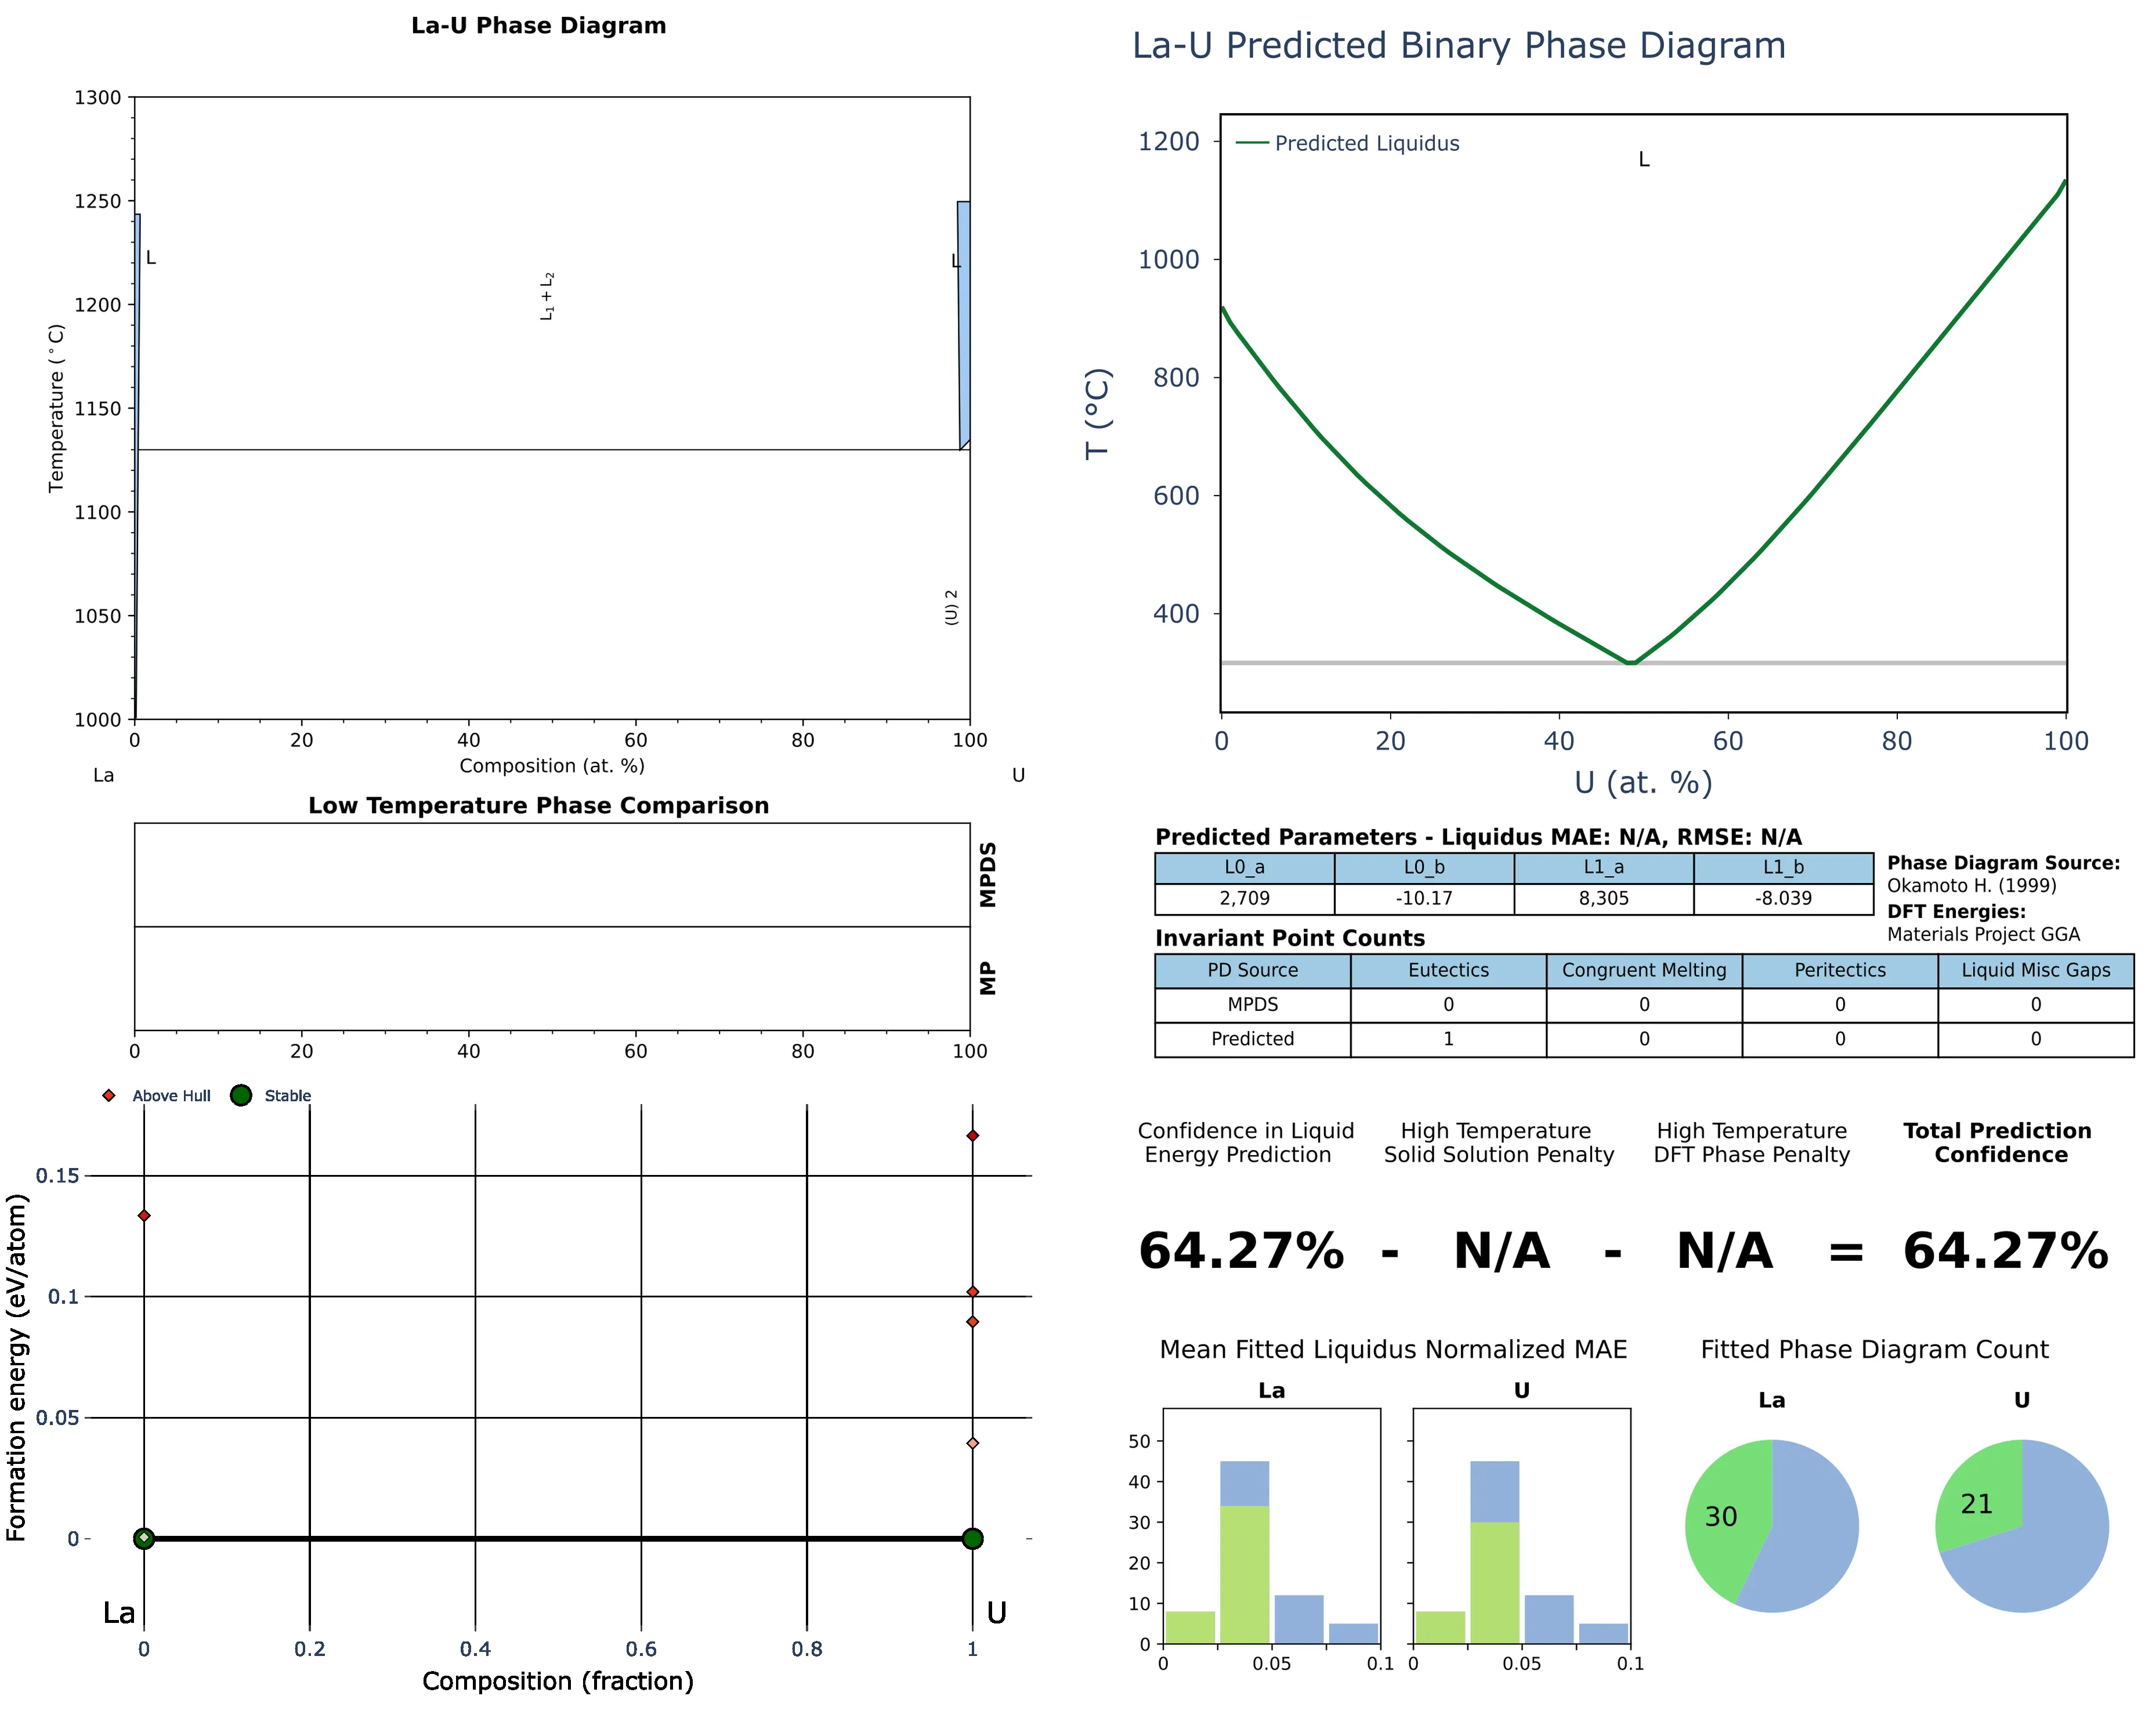 La-U Phase Diagram
1300
1250
1200
1150
1100
1050
1000
Temperature (°C)
L
L₁ + L₂
L
(U) 2
0 20 40 60 80 100
Composition (at. %)
La U
Low Temperature Phase Comparison
MPDS
MP
0 20 40 60 80 100
Above Hull Stable
0.15
0.1
0.05
0
Formation energy (eV/atom)
La U
0 0.2 0.4 0.6 0.8 1
Composition (fraction)
La-U Predicted Binary Phase Diagram
Predicted Liquidus
L
1200
1000
800
600
400
T (°C)
0 20 40 60 80 100
U (at. %)
Predicted Parameters - Liquidus MAE: N/A, RMSE: N/A
L0_a L0_b L1_a L1_b
2,709 -10.17 8,305 -8.039
Phase Diagram Source:
Okamoto H. (1999)
DFT Energies:
Materials Project GGA
Invariant Point Counts
PD Source Eutectics Congruent Melting Peritectics Liquid Misc Gaps
MPDS 0 0 0 0
Predicted 1 0 0 0
Confidence in Liquid
Energy Prediction
High Temperature
Solid Solution Penalty
High Temperature
DFT Phase Penalty
Total Prediction
Confidence
64.27% - N/A - N/A = 64.27%
Mean Fitted Liquidus Normalized MAE
La U
50
40
30
20
10
0
0 0.05 0.1 0 0.05 0.1
Fitted Phase Diagram Count
La U
30 21